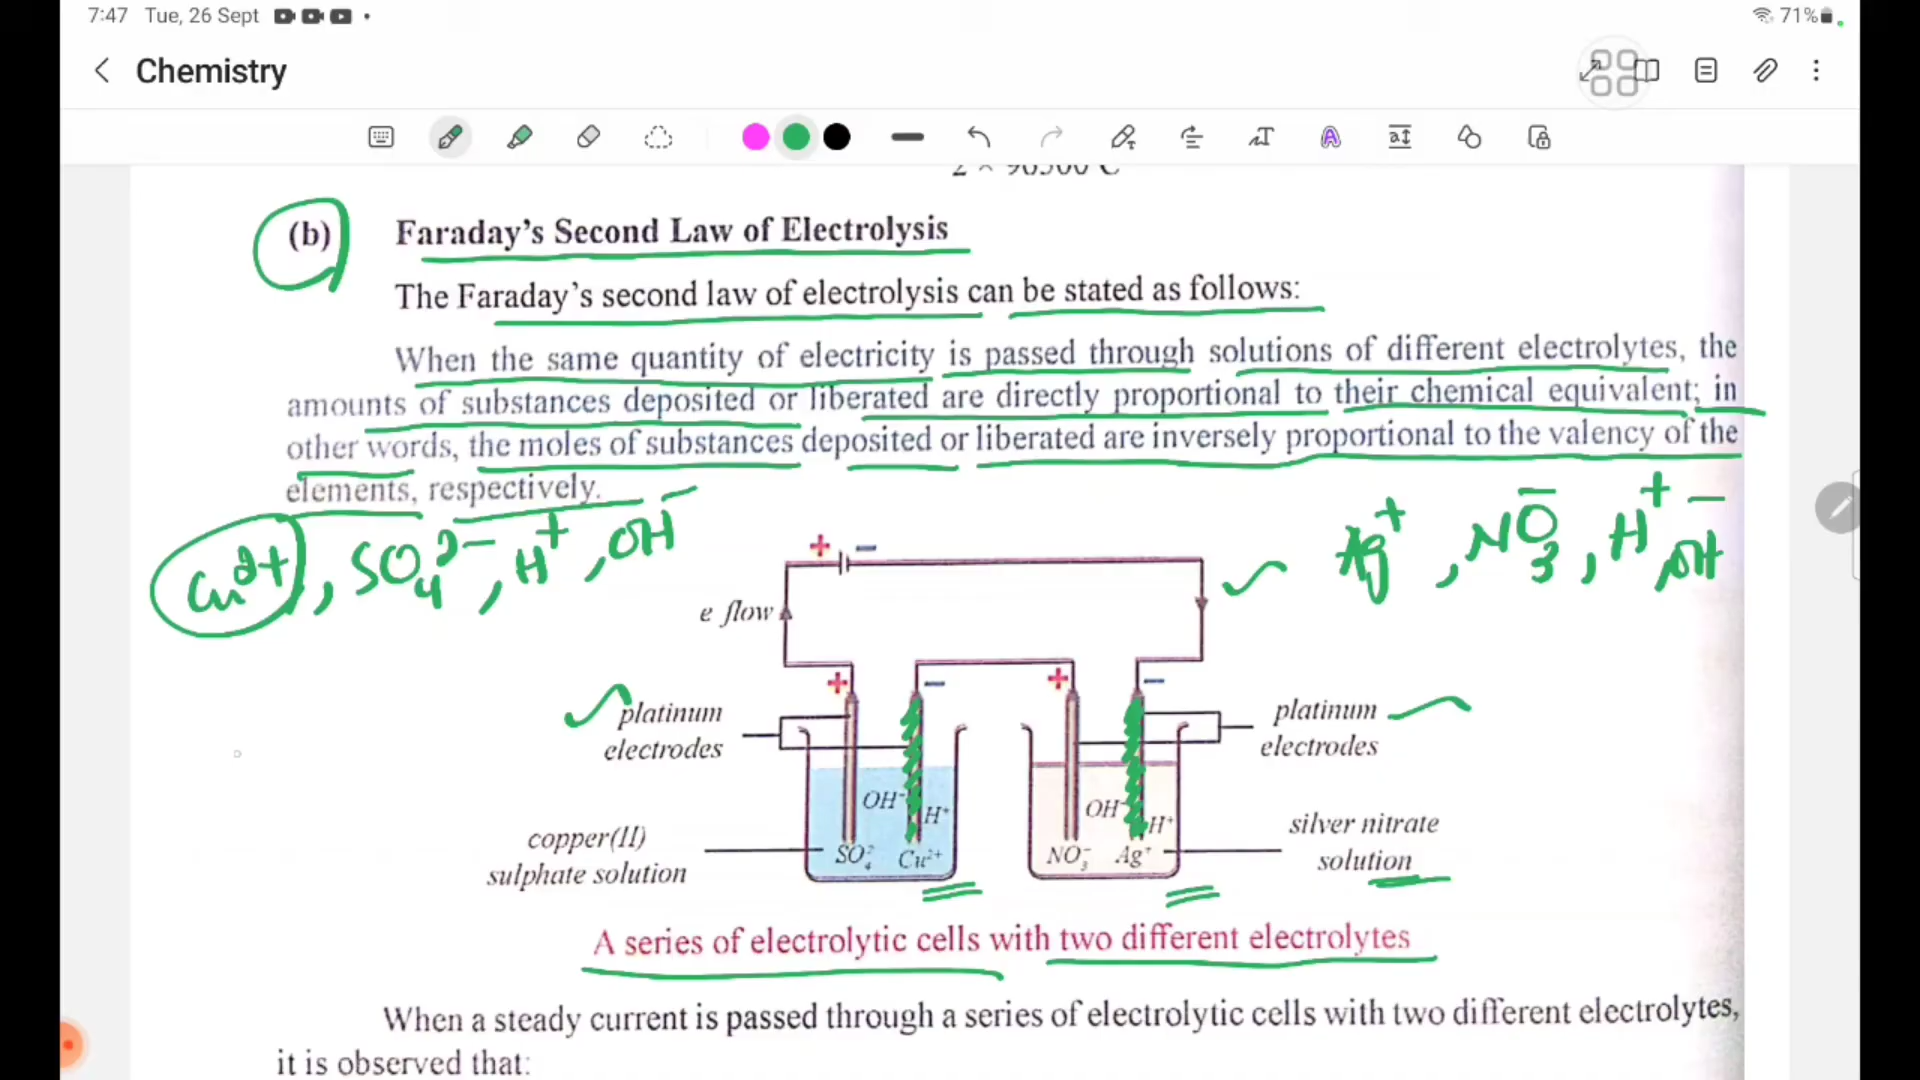 7:47 Tue, 26 Sept
71%
Chemistry
2 × 96500 C
(b) Faraday's Second Law of Electrolysis
The Faraday's second law of electrolysis can be stated as follows:
When the same quantity of electricity is passed through solutions of different electrolytes, the
amounts of substances deposited or liberated are directly proportional to their chemical equivalent; in
other words, the moles of substances deposited or liberated are inversely proportional to the valency of the
elements, respectively.
Cu²⁺, SO₄²⁻, H⁺, OH⁻
Ag⁺, NO₃⁻, H⁺, OH⁻
+ −
e flow
+ − + −
platinum
electrodes
platinum
electrodes
OH⁻ H⁺
SO₄²⁻ Cu²⁺
OH⁻ H⁺
NO₃⁻ Ag⁺
copper(II)
sulphate solution
silver nitrate
solution
A series of electrolytic cells with two different electrolytes
When a steady current is passed through a series of electrolytic cells with two different electrolytes,
it is observed that: